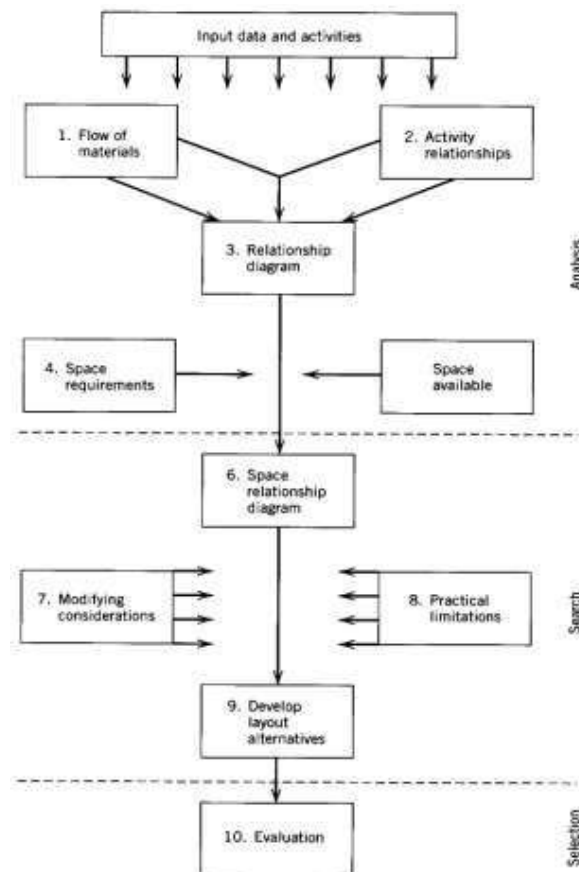 Input data and activities
1. Flow of
materials
2. Activity
relationships
3. Relationship
diagram
Analysis
4. Space
requirements
Space
available
6. Space
relationship
diagram
7. Modifying
considerations
8. Practical
limitations
Search
9. Develop
layout
alternatives
10. Evaluation
Selection